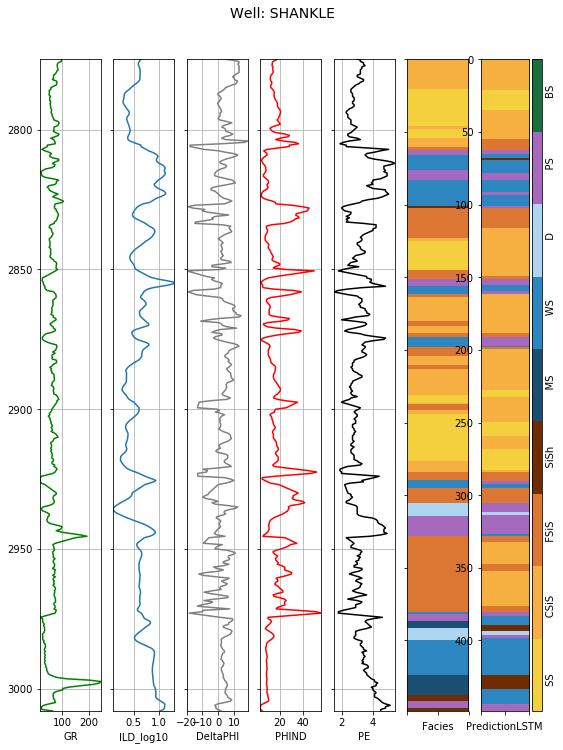 Well: SHANKLE
0
BS
50
2800
PS
100
D
150
2850
WS
200
MS
250
2900
SiSh
300
FSiS
2950
350
CSiS
400
SS
3000
100 200 0.5 1.0 −20 −10 0 10 20 40 2 4
GR ILD_log10 DeltaPHI PHIND PE Facies PredictionLSTM